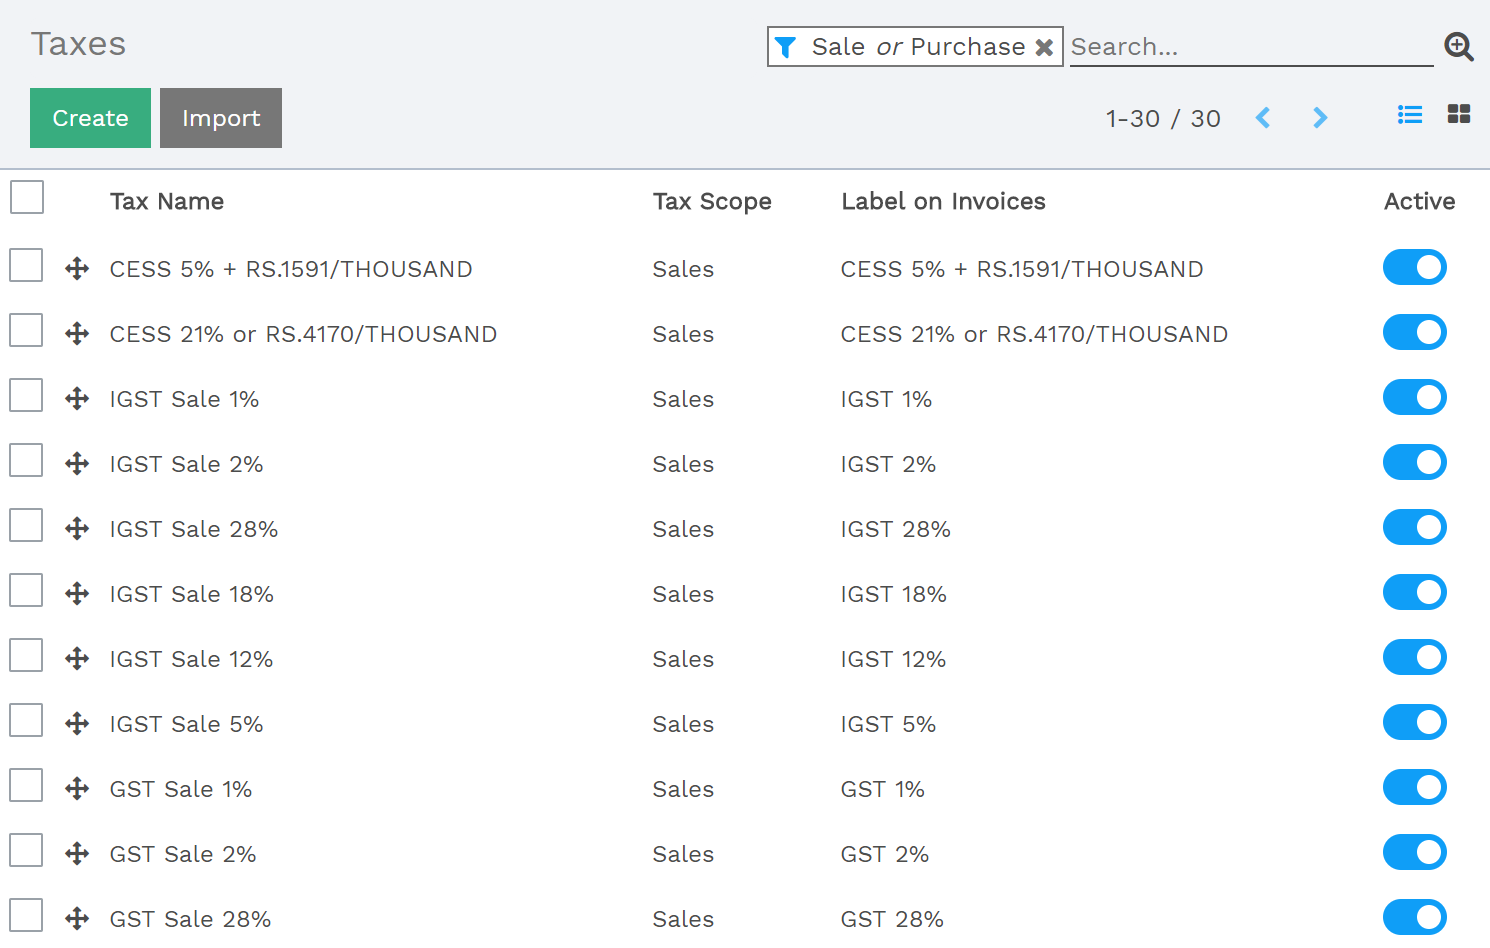 Taxes
Sale or Purchase Search...
Create Import
1-30 / 30
Tax Name Tax Scope Label on Invoices Active
CESS 5% + RS.1591/THOUSAND Sales CESS 5% + RS.1591/THOUSAND
CESS 21% or RS.4170/THOUSAND Sales CESS 21% or RS.4170/THOUSAND
IGST Sale 1% Sales IGST 1%
IGST Sale 2% Sales IGST 2%
IGST Sale 28% Sales IGST 28%
IGST Sale 18% Sales IGST 18%
IGST Sale 12% Sales IGST 12%
IGST Sale 5% Sales IGST 5%
GST Sale 1% Sales GST 1%
GST Sale 2% Sales GST 2%
GST Sale 28% Sales GST 28%